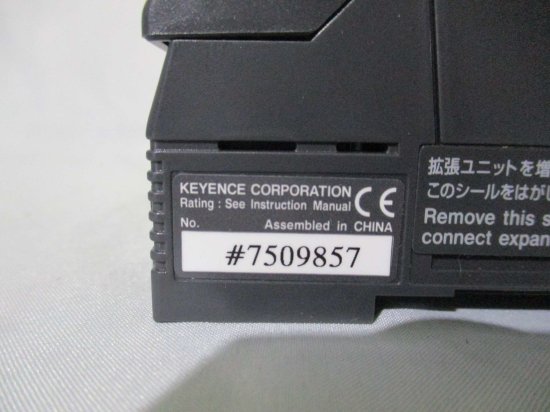 KEYENCE CORPORATION
Rating : See Instruction Manual
CE
No.
Assembled in CHINA
#7509857
拡張ユニットを増
このシールをはが
Remove this s
connect expan